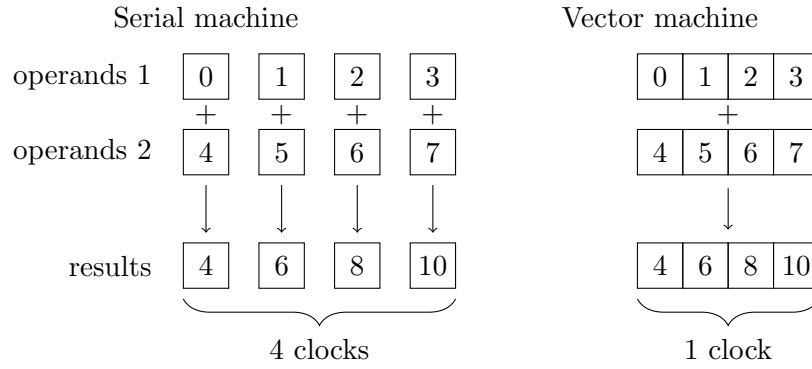 Serial machine Vector machine
operands 1 0 1 2 3 0 1 2 3
+ + + + +
operands 2 4 5 6 7 4 5 6 7
results 4 6 8 10 4 6 8 10
4 clocks 1 clock